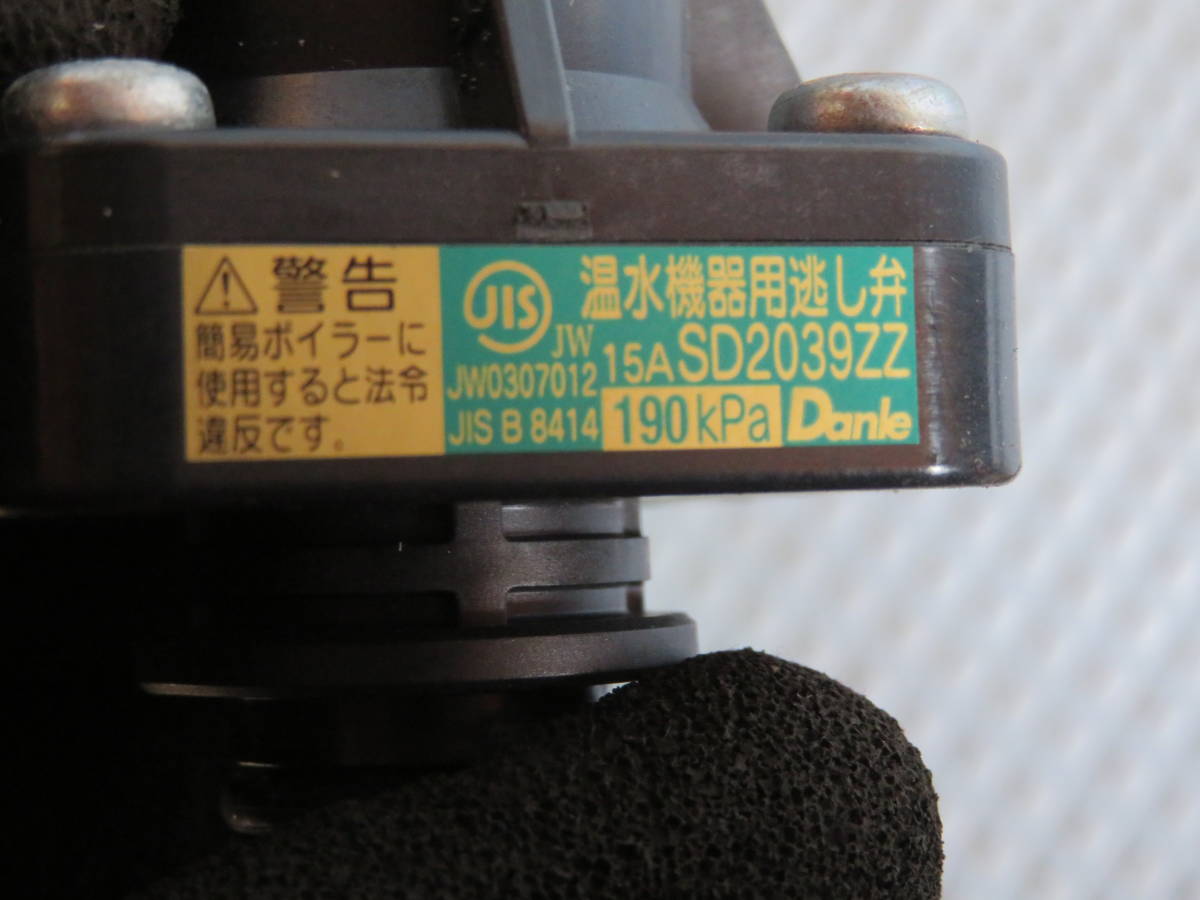 警告
簡易ボイラーに
使用すると法令
違反です。
JIS
JW
JW0307012
JIS B 8414
温水機器用逃し弁
15A SD2039ZZ
190kPa
Danle